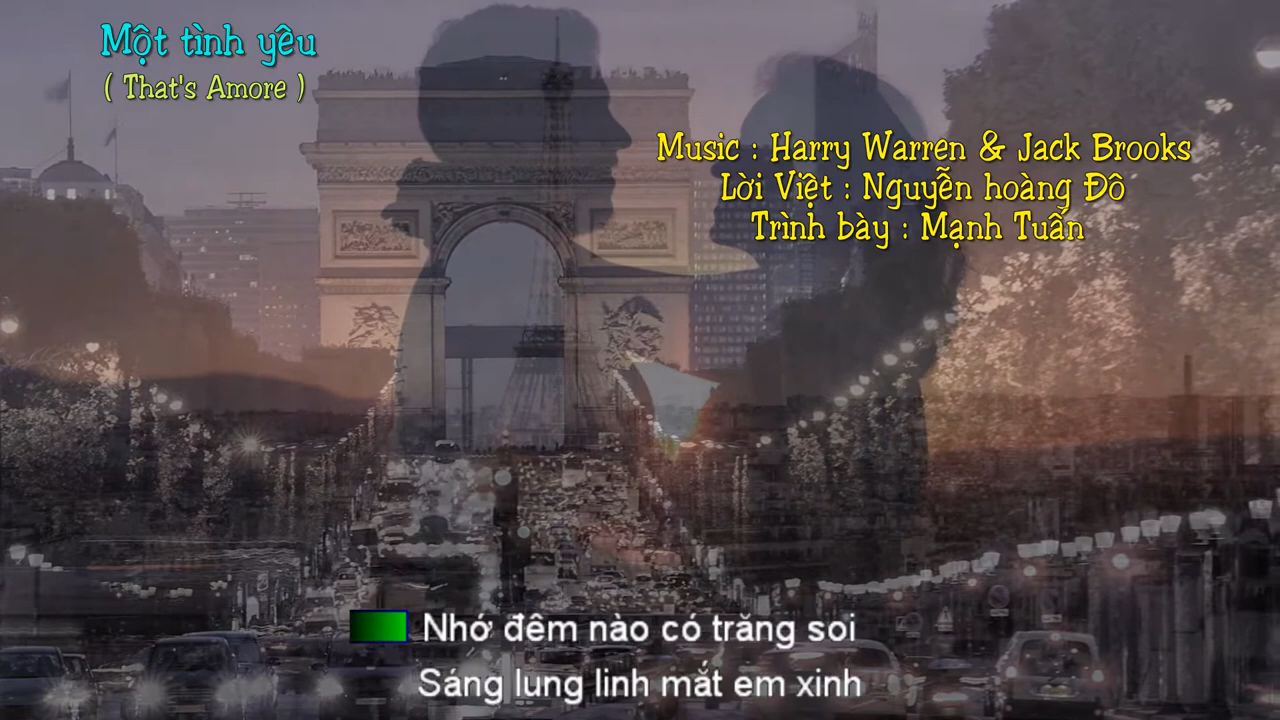 Một tình yêu
( That's Amore )
Music : Harry Warren & Jack Brooks
Lời Việt : Nguyễn hoàng Đô
Trình bày : Mạnh Tuấn
Nhớ đêm nào có trăng soi
Sáng lung linh mắt em xinh